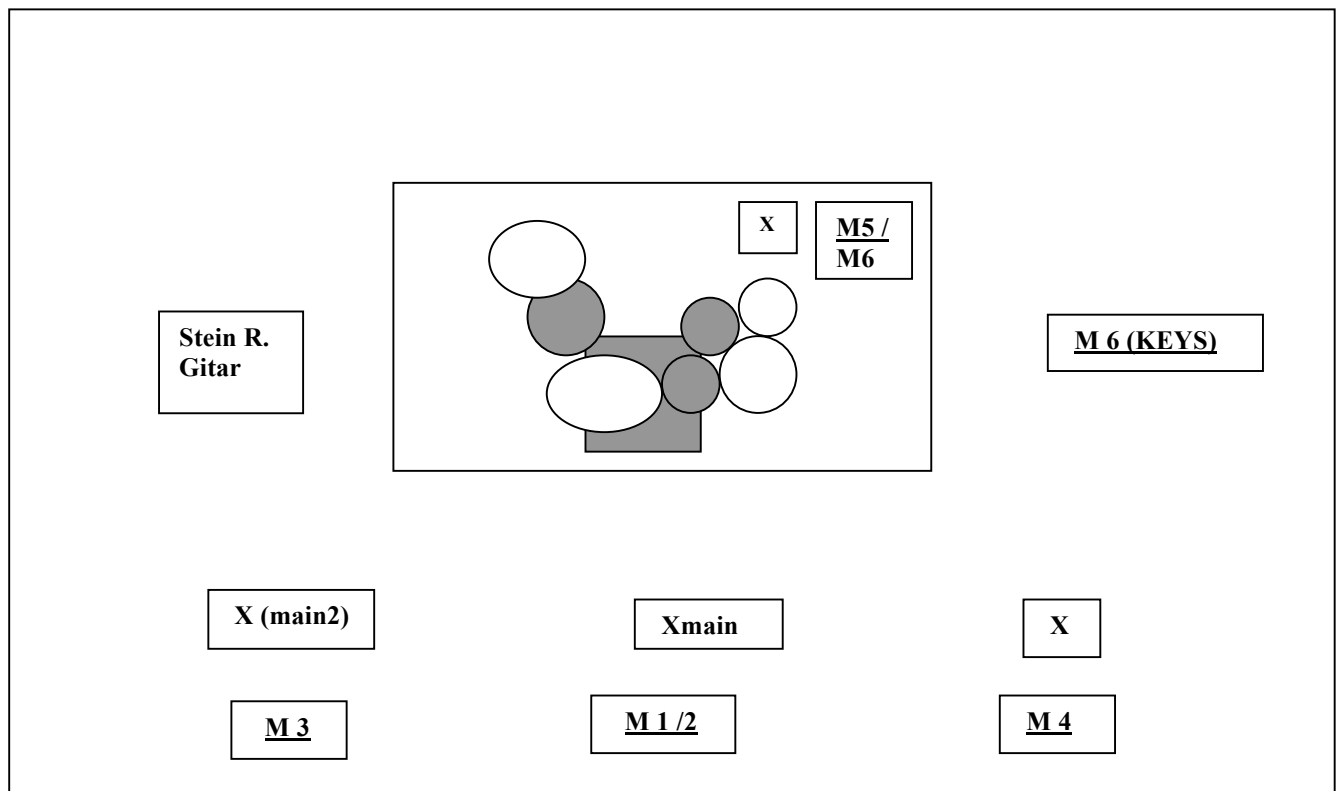 X
M5 /
M6
Stein R.
Gitar
M 6 (KEYS)
X (main2)
Xmain
X
M 3
M 1 /2
M 4